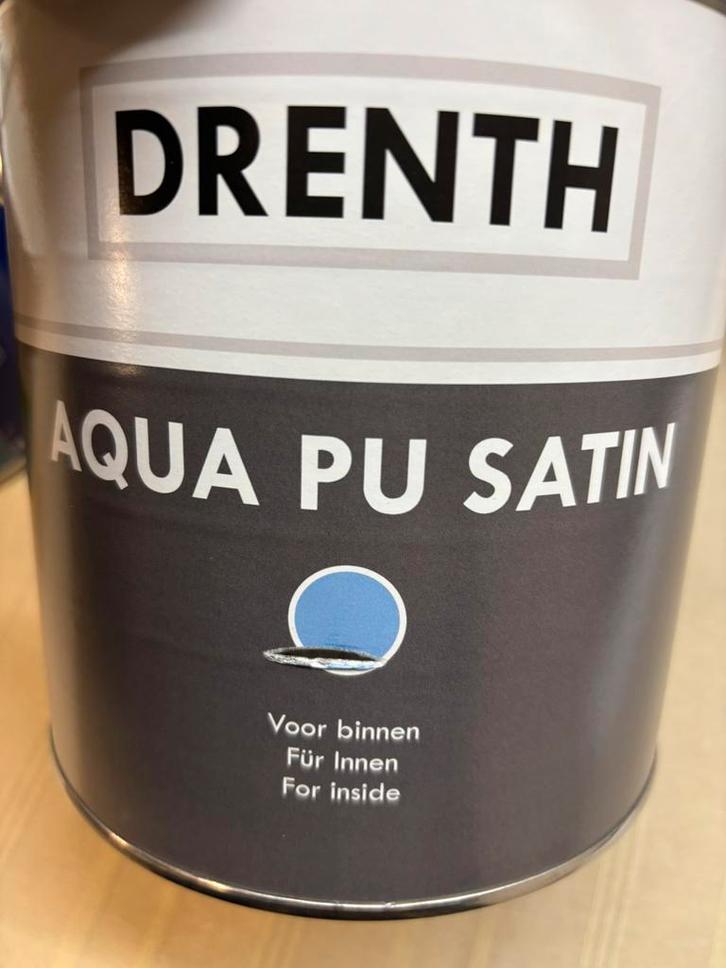 DRENTH
AQUA PU SATIN
Voor binnen
Für Innen
For inside